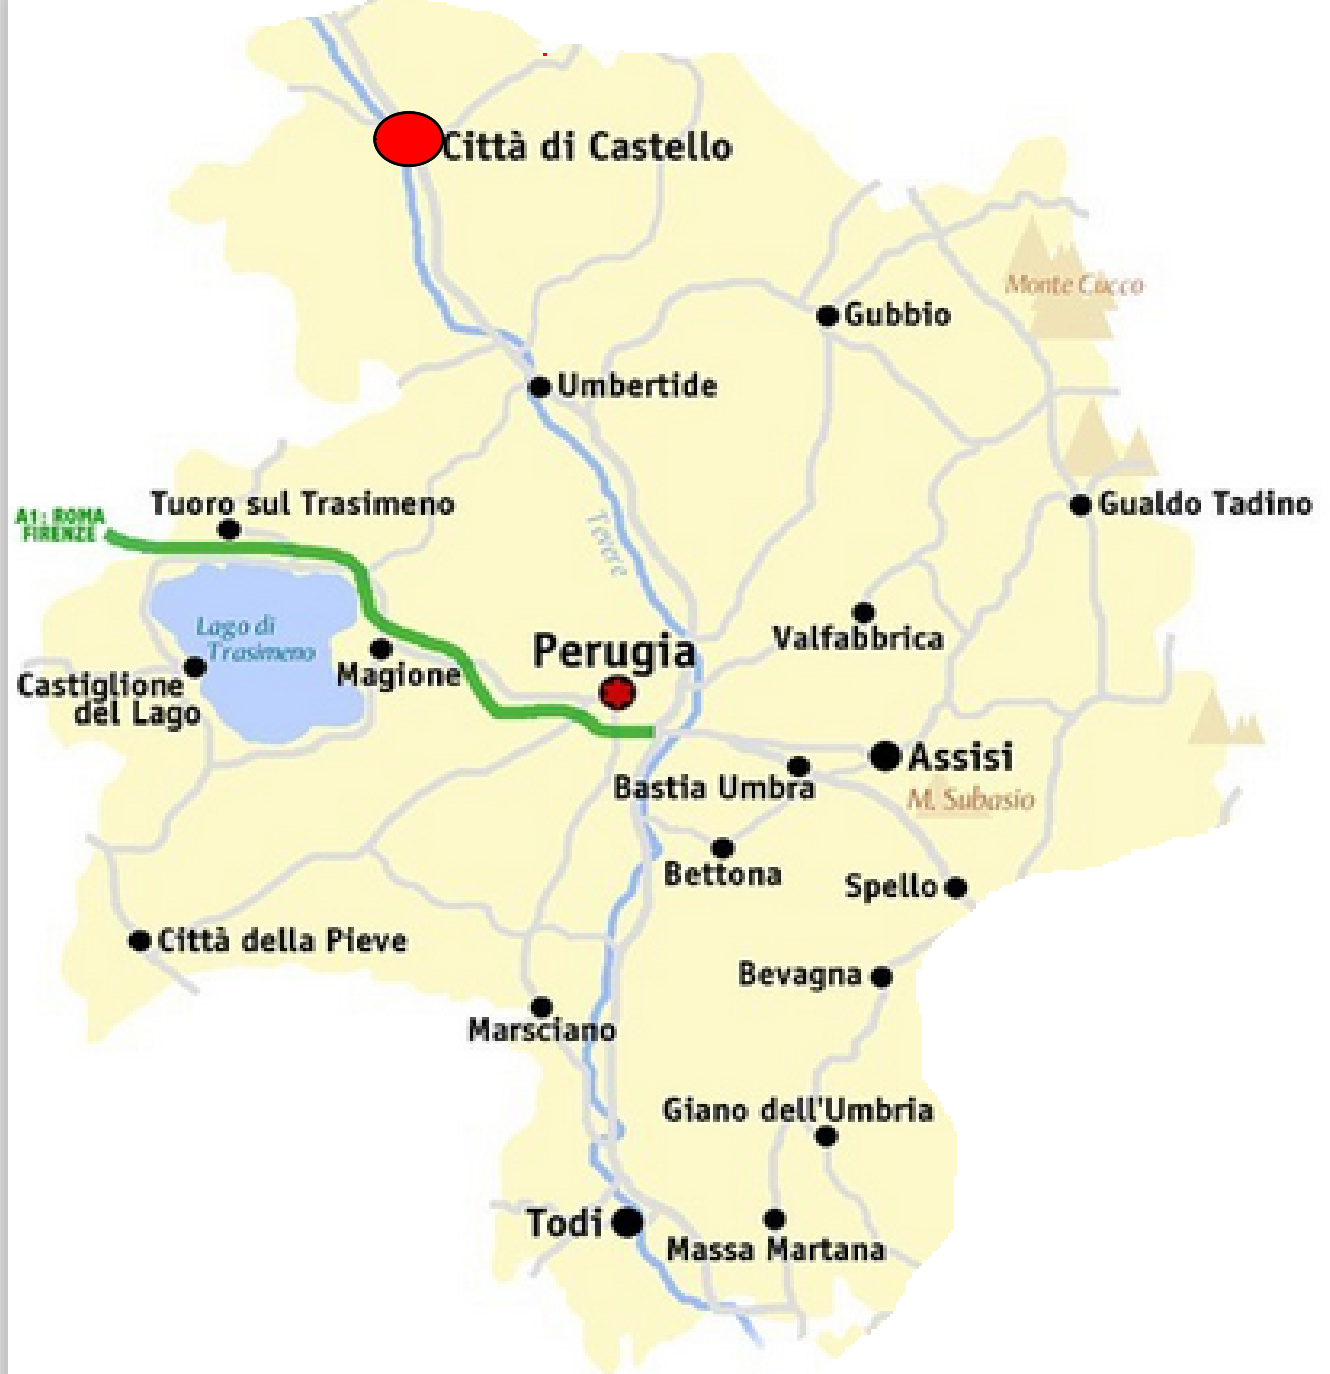 Città di Castello
Monte Cucco
Gubbio
Umbertide
Tuoro sul Trasimeno
Gualdo Tadino
A1: ROMA
FIRENZE
Tevere
Lago di
Trasimeno
Valfabbrica
Perugia
Magione
Castiglione
del Lago
Assisi
Bastia Umbra
M. Subasio
Bettona
Spello
Città della Pieve
Bevagna
Marsciano
Giano dell'Umbria
Todi
Massa Martana